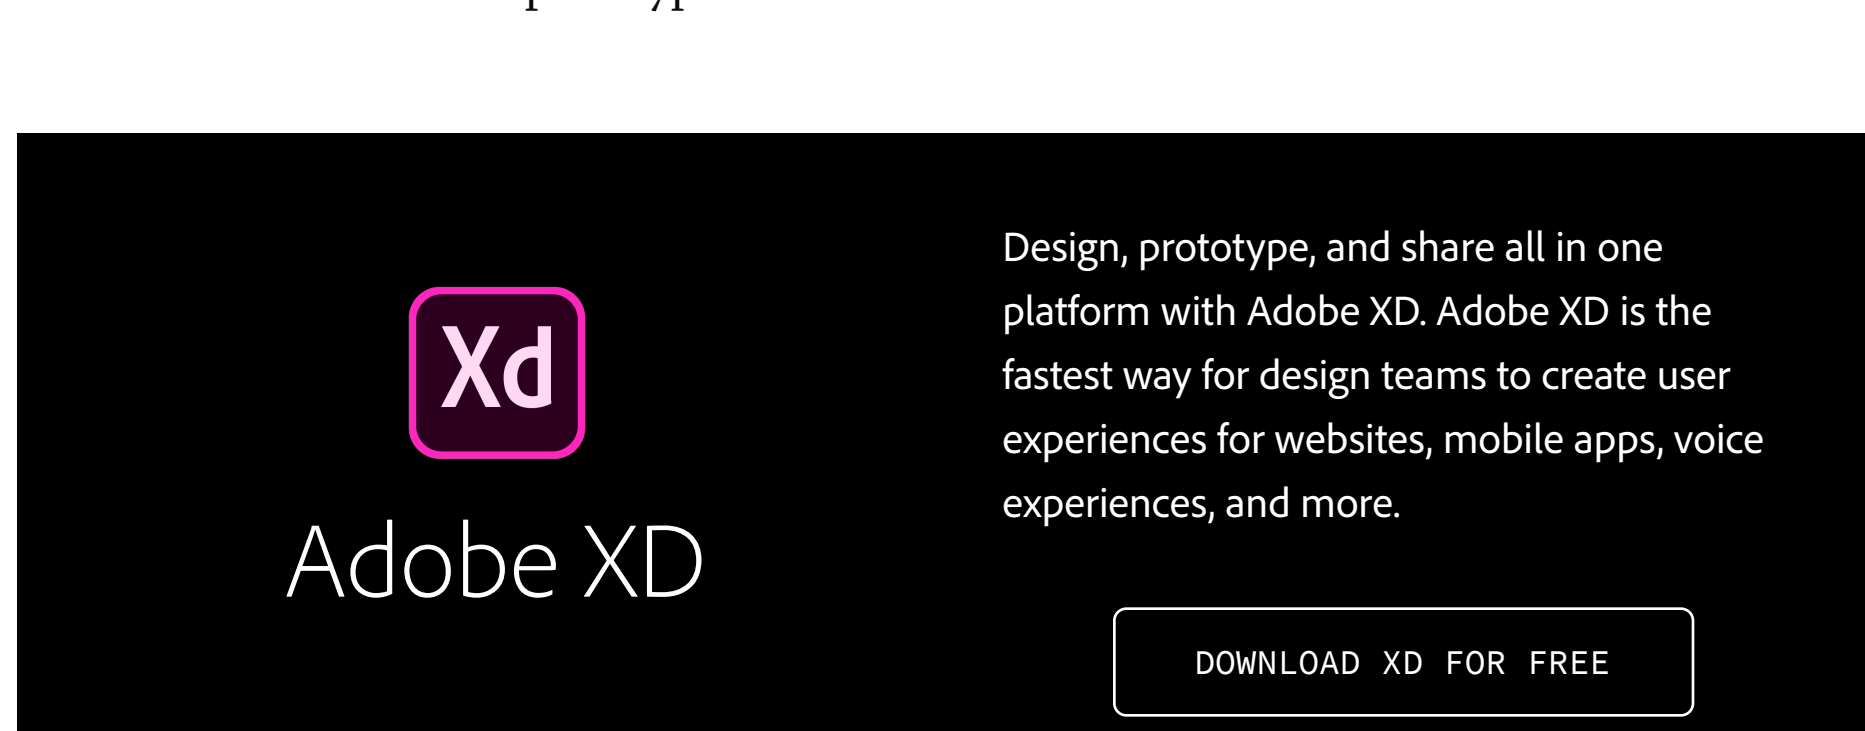 Xd
Adobe XD
Design, prototype, and share all in one
platform with Adobe XD. Adobe XD is the
fastest way for design teams to create user
experiences for websites, mobile apps, voice
experiences, and more.
DOWNLOAD XD FOR FREE